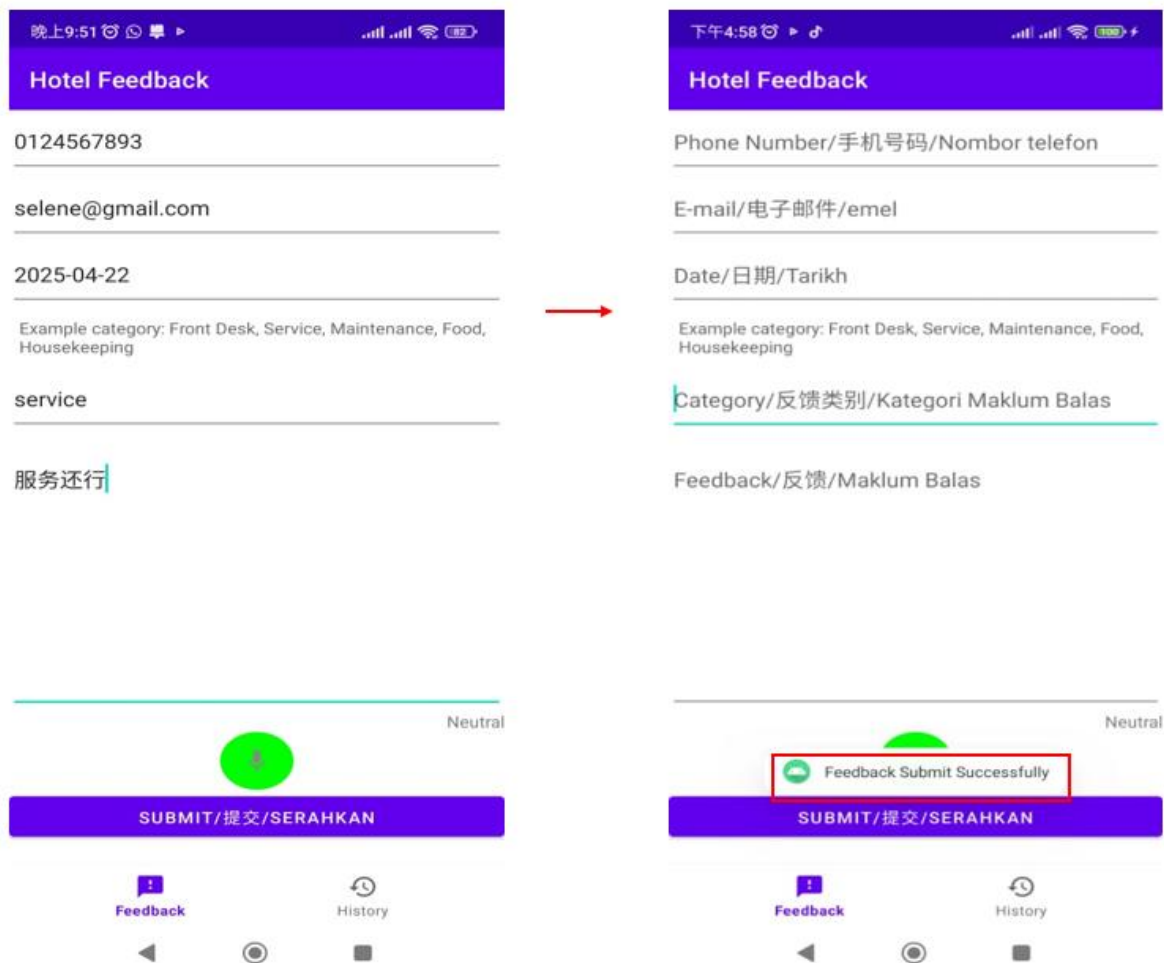 晚上9:51
82
Hotel Feedback
0124567893
selene@gmail.com
2025-04-22
Example category: Front Desk, Service, Maintenance, Food,
Housekeeping
service
服务还行
Neutral
SUBMIT/提交/SERAHKAN
Feedback
History
下午4:58
100
Hotel Feedback
Phone Number/手机号码/Nombor telefon
E-mail/电子邮件/emel
Date/日期/Tarikh
Example category: Front Desk, Service, Maintenance, Food,
Housekeeping
Category/反馈类别/Kategori Maklum Balas
Feedback/反馈/Maklum Balas
Neutral
Feedback Submit Successfully
SUBMIT/提交/SERAHKAN
Feedback
History